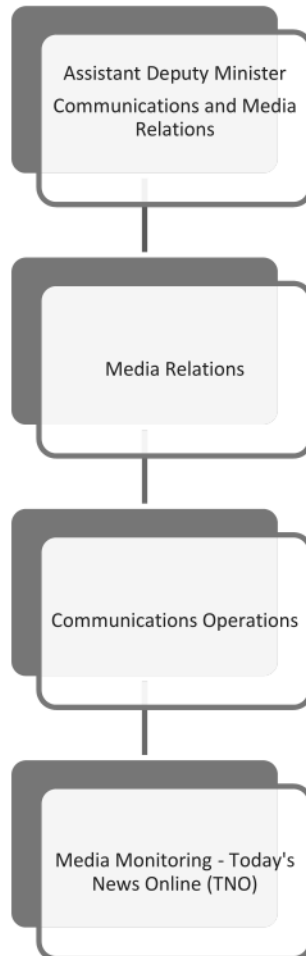 Assistant Deputy Minister
Communications and Media
Relations
Media Relations
Communications Operations
Media Monitoring - Today's
News Online (TNO)